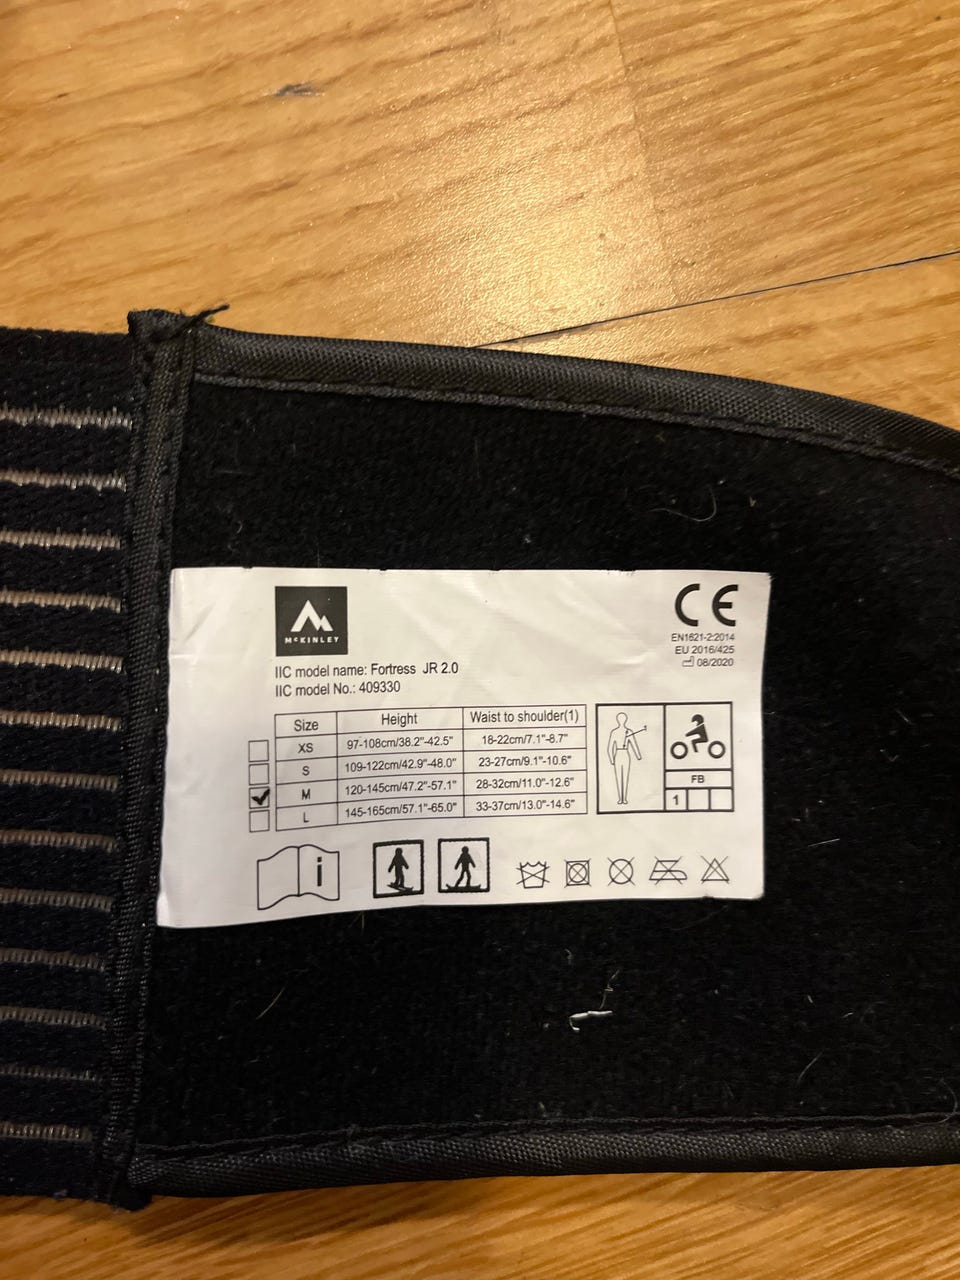 McKINLEY
CE
EN1621-2:2014
EU 2016/425
08/2020
IIC model name: Fortress JR 2.0
IIC model No.: 409330
Size Height Waist to shoulder(1)
XS 97-108cm/38.2"-42.5" 18-22cm/7.1"-8.7"
S 109-122cm/42.9"-48.0" 23-27cm/9.1"-10.6"
M 120-145cm/47.2"-57.1" 28-32cm/11.0"-12.6"
L 145-165cm/57.1"-65.0" 33-37cm/13.0"-14.6"
FB
1
i